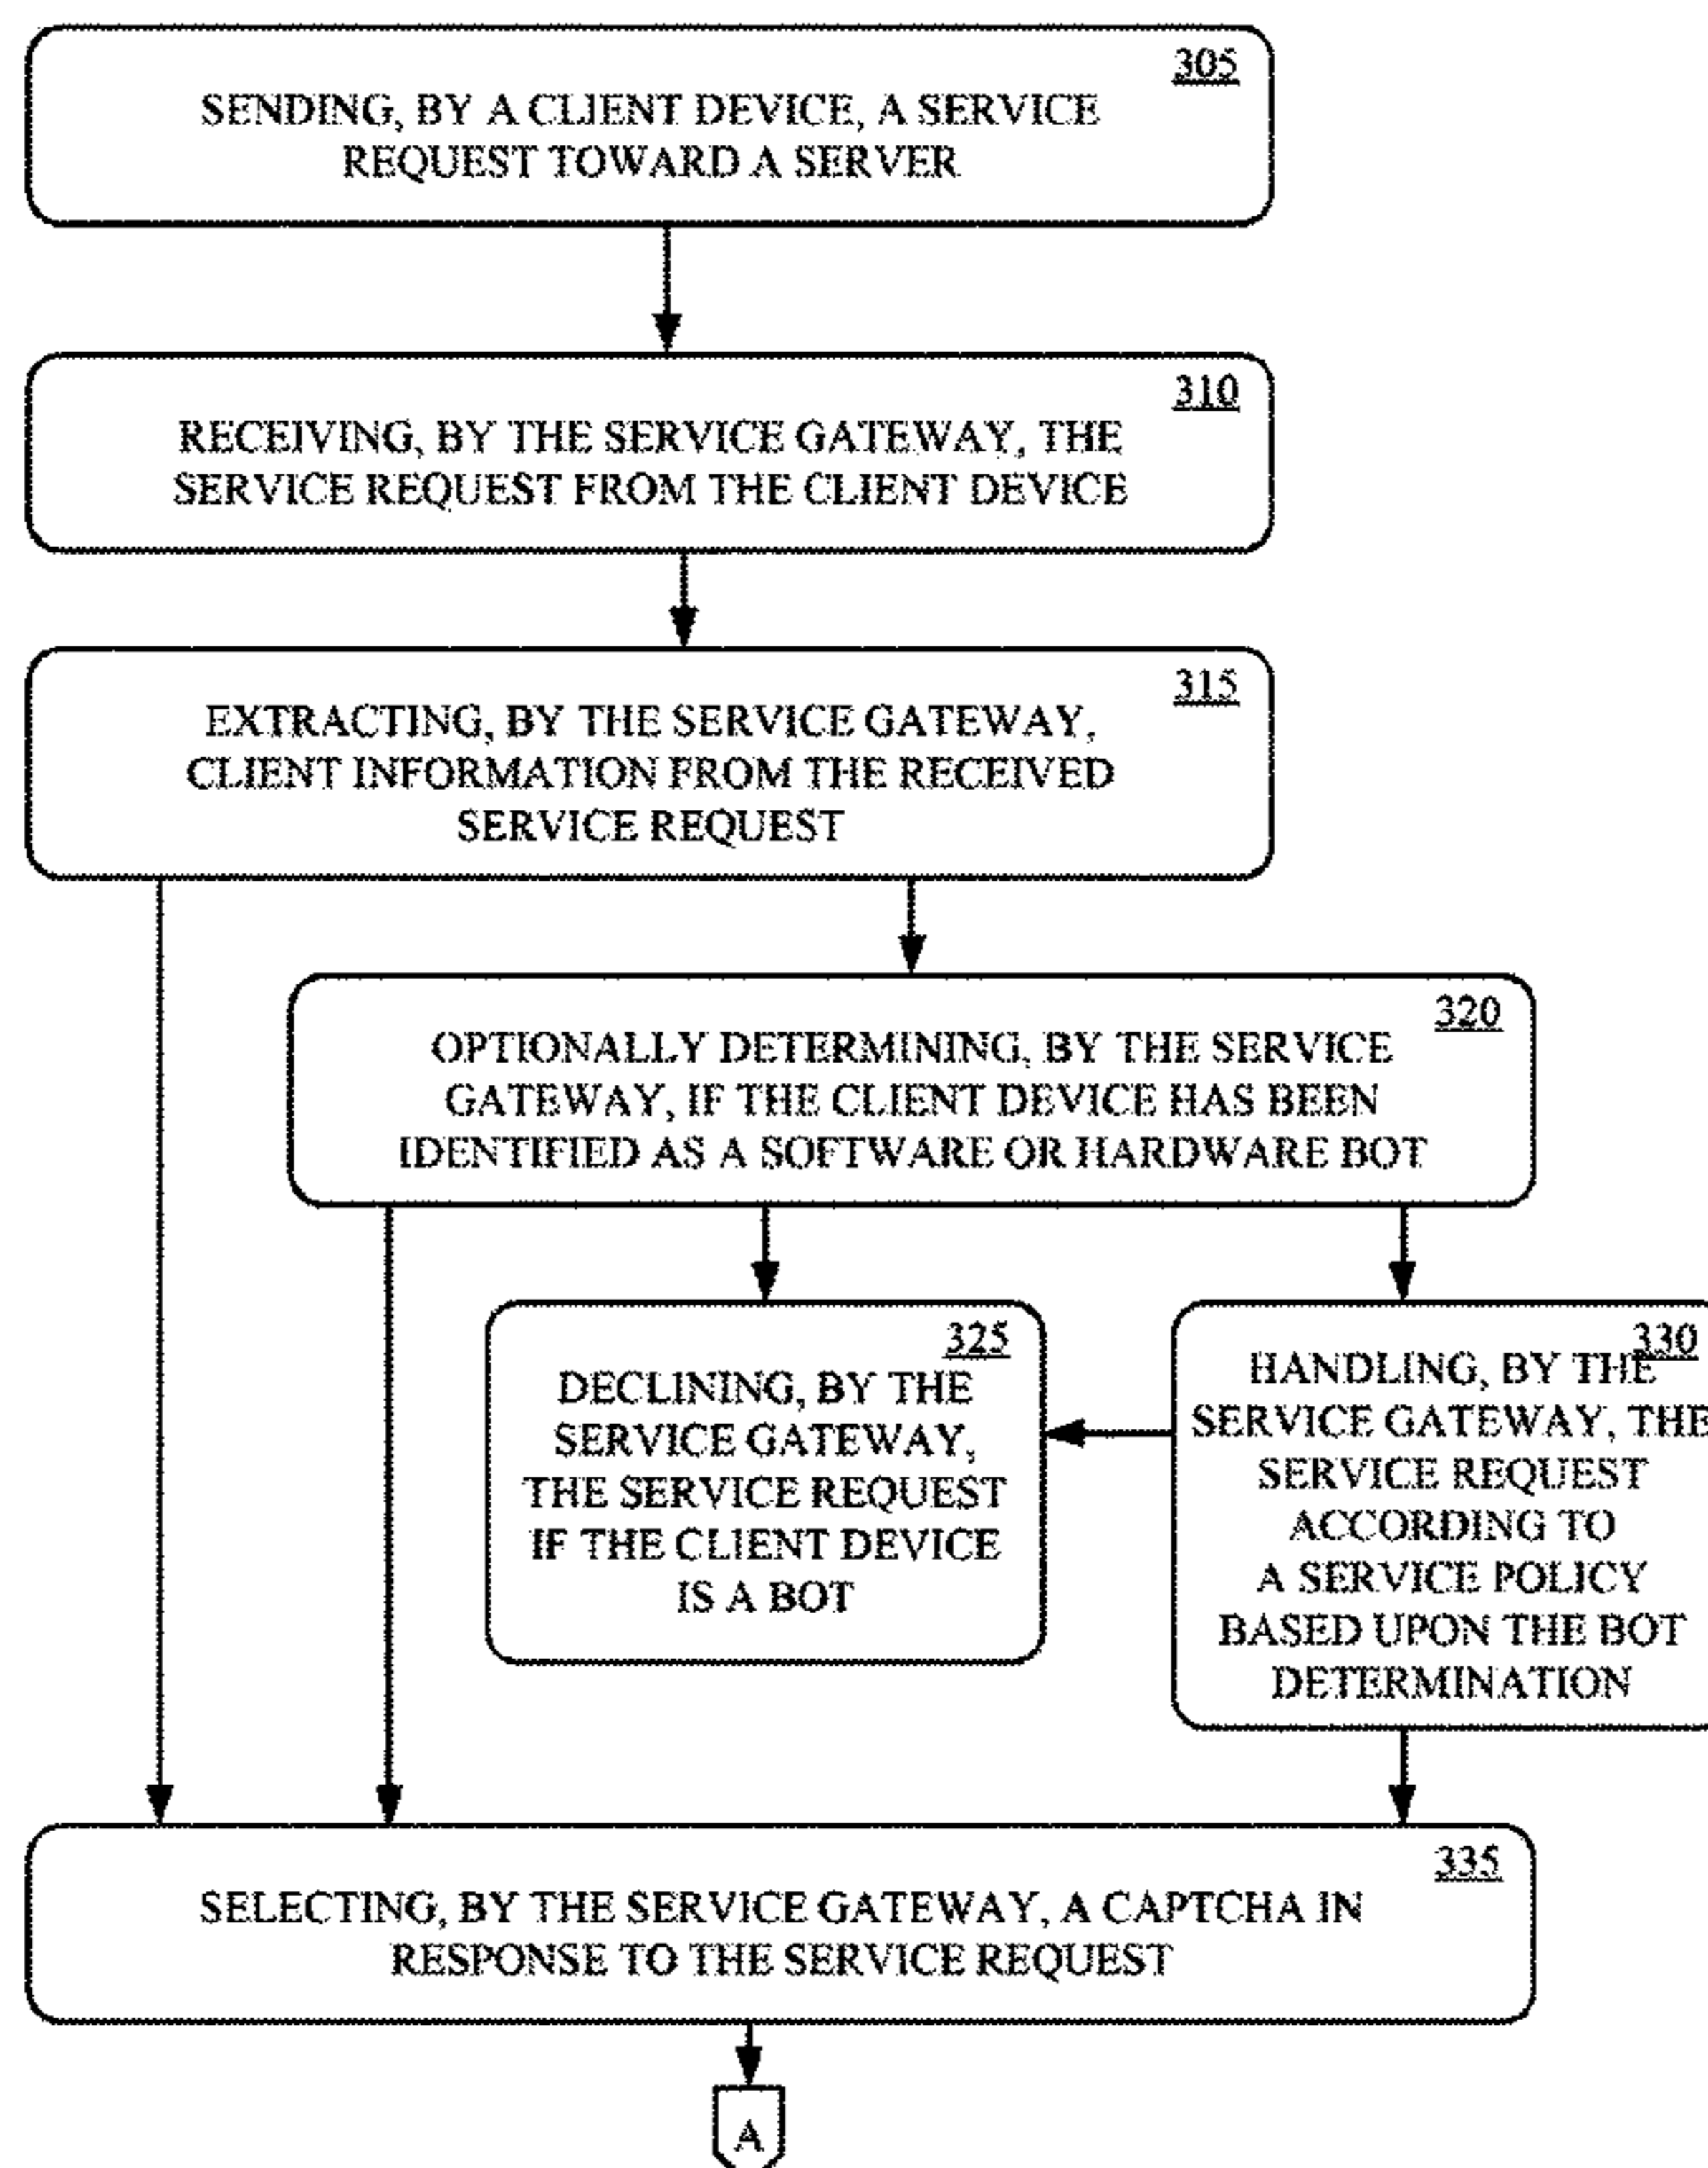 305
SENDING, BY A CLIENT DEVICE, A SERVICE
REQUEST TOWARD A SERVER
310
RECEIVING, BY THE SERVICE GATEWAY, THE
SERVICE REQUEST FROM THE CLIENT DEVICE
315
EXTRACTING, BY THE SERVICE GATEWAY,
CLIENT INFORMATION FROM THE RECEIVED
SERVICE REQUEST
320
OPTIONALLY DETERMINING, BY THE SERVICE
GATEWAY, IF THE CLIENT DEVICE HAS BEEN
IDENTIFIED AS A SOFTWARE OR HARDWARE BOT
325
DECLINING, BY THE
SERVICE GATEWAY,
THE SERVICE REQUEST
IF THE CLIENT DEVICE
IS A BOT
330
HANDLING, BY THE
SERVICE GATEWAY, THE
SERVICE REQUEST
ACCORDING TO
A SERVICE POLICY
BASED UPON THE BOT
DETERMINATION
335
SELECTING, BY THE SERVICE GATEWAY, A CAPTCHA IN
RESPONSE TO THE SERVICE REQUEST
A